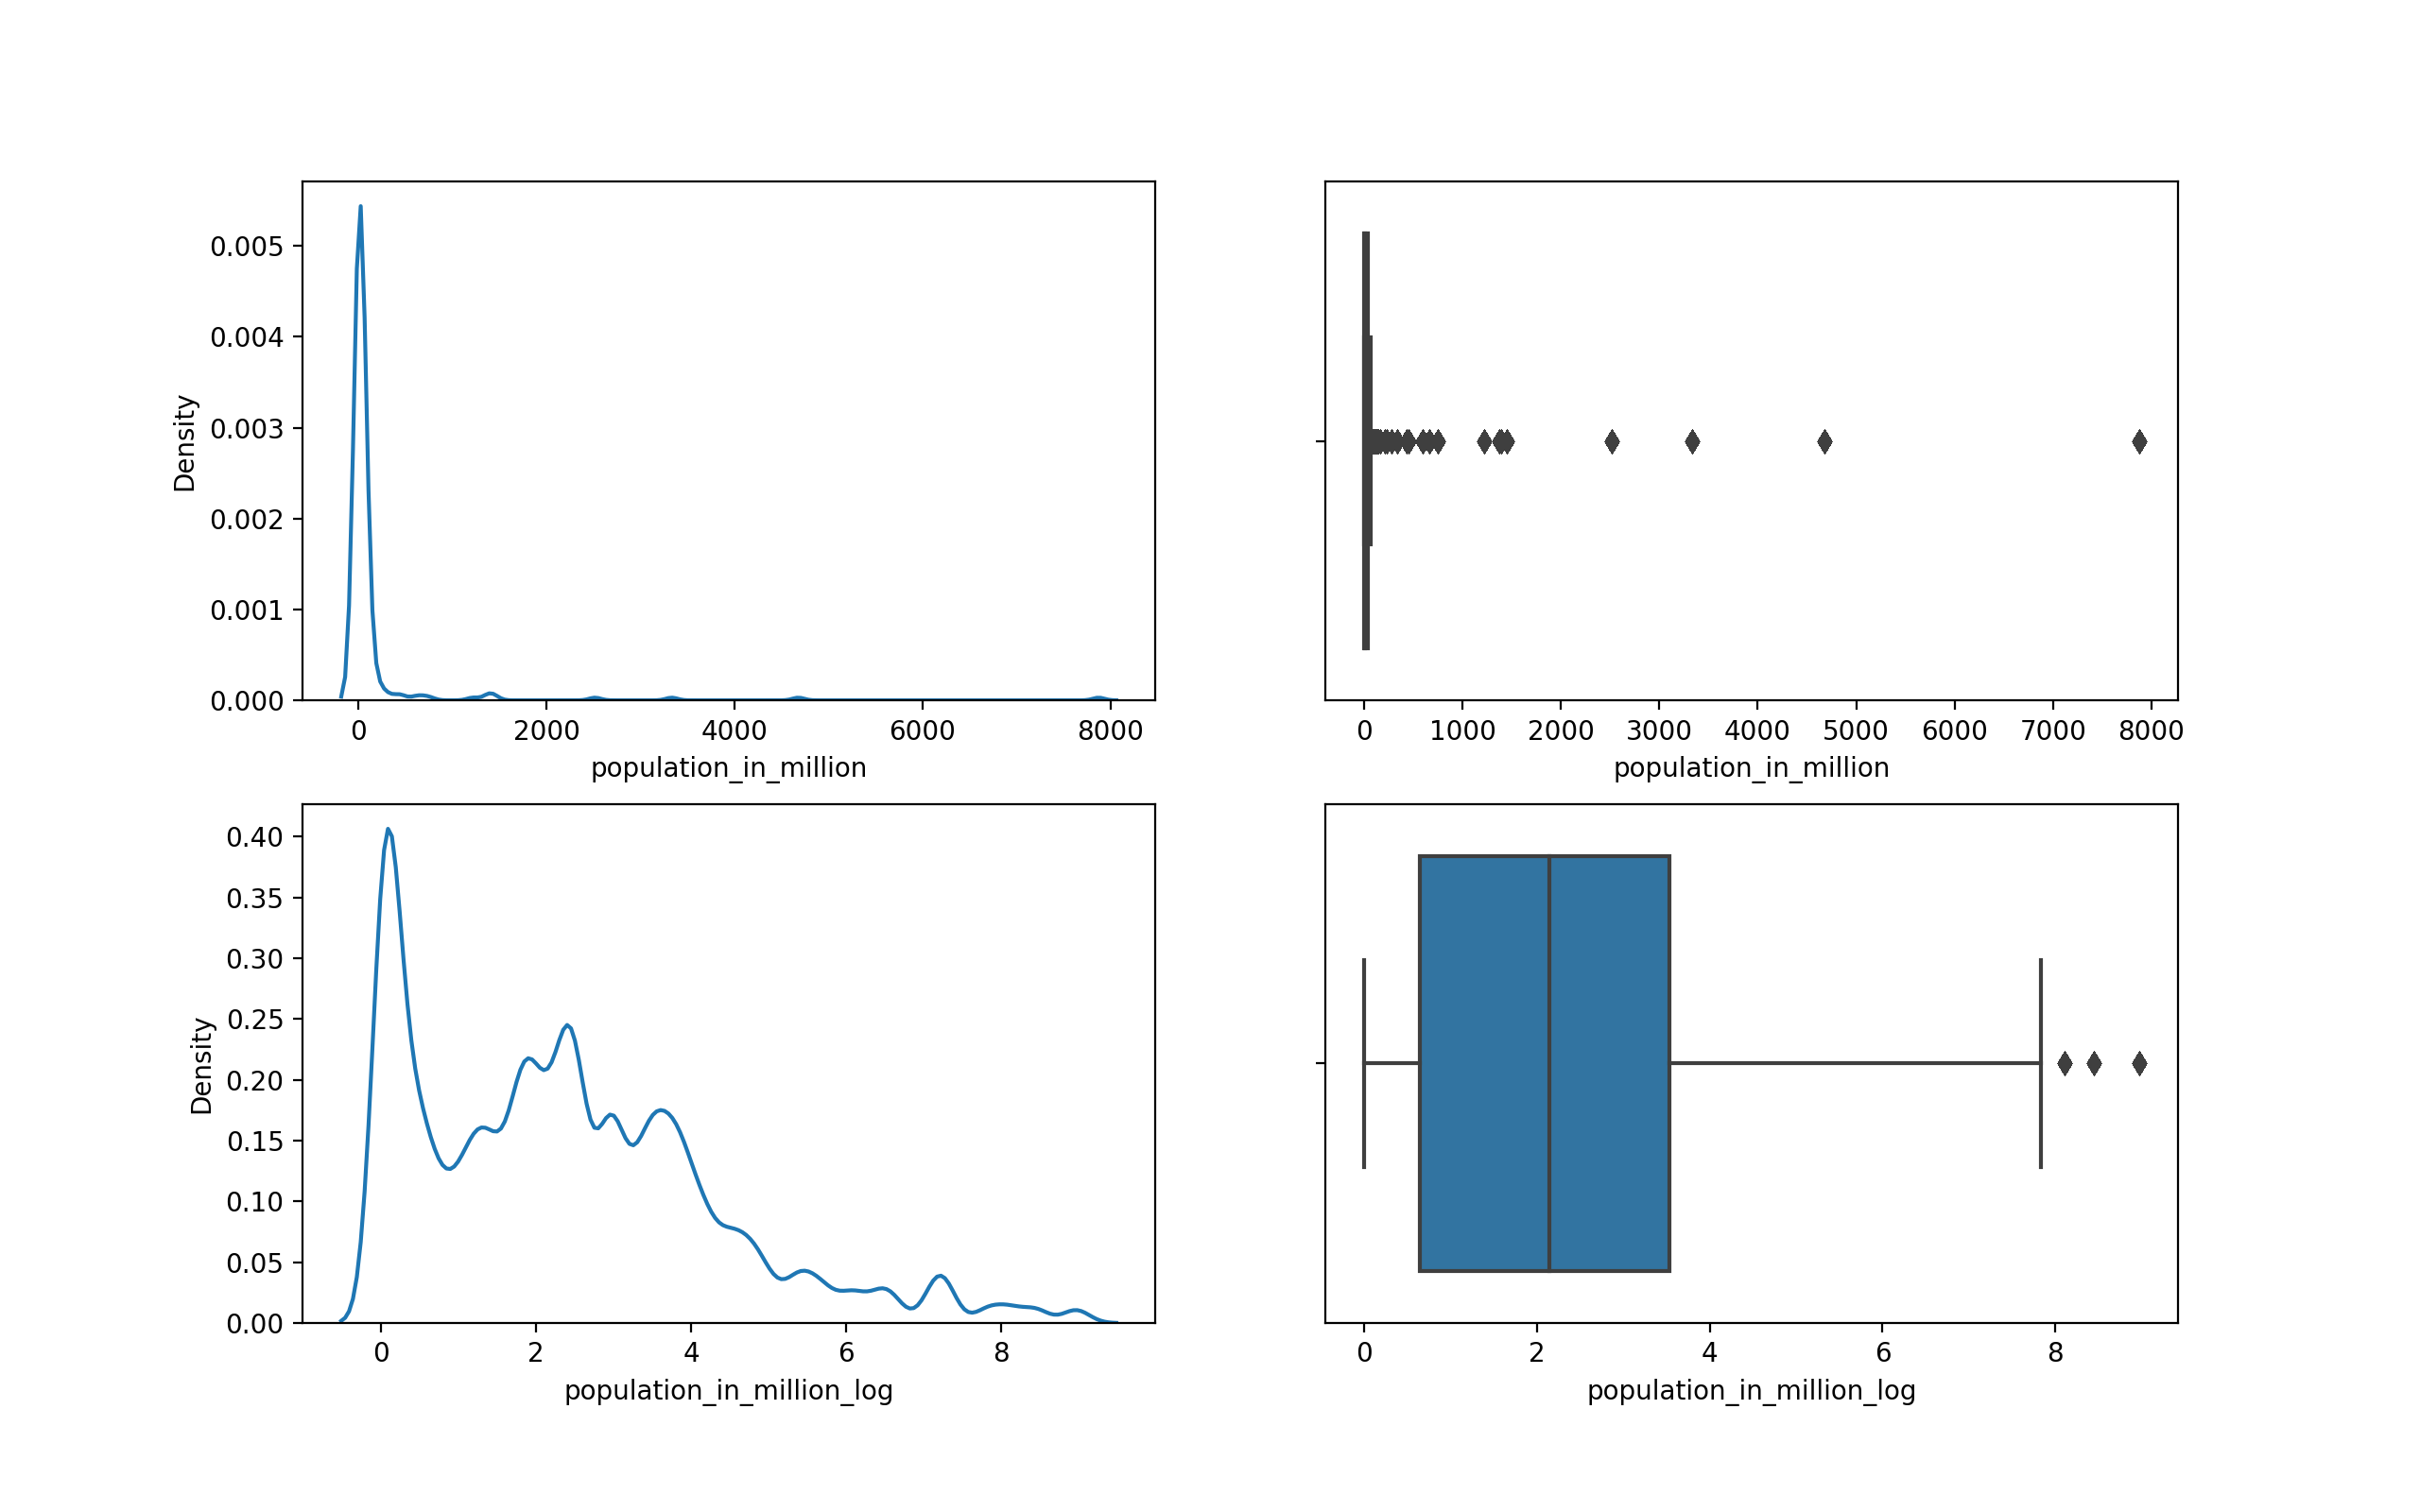 0.005
0.004
0.003
0.002
0.001
0.000
Density
0 2000 4000 6000 8000
population_in_million
0 1000 2000 3000 4000 5000 6000 7000 8000
population_in_million
0.40
0.35
0.30
0.25
0.20
0.15
0.10
0.05
0.00
Density
0 2 4 6 8
population_in_million_log
0 2 4 6 8
population_in_million_log